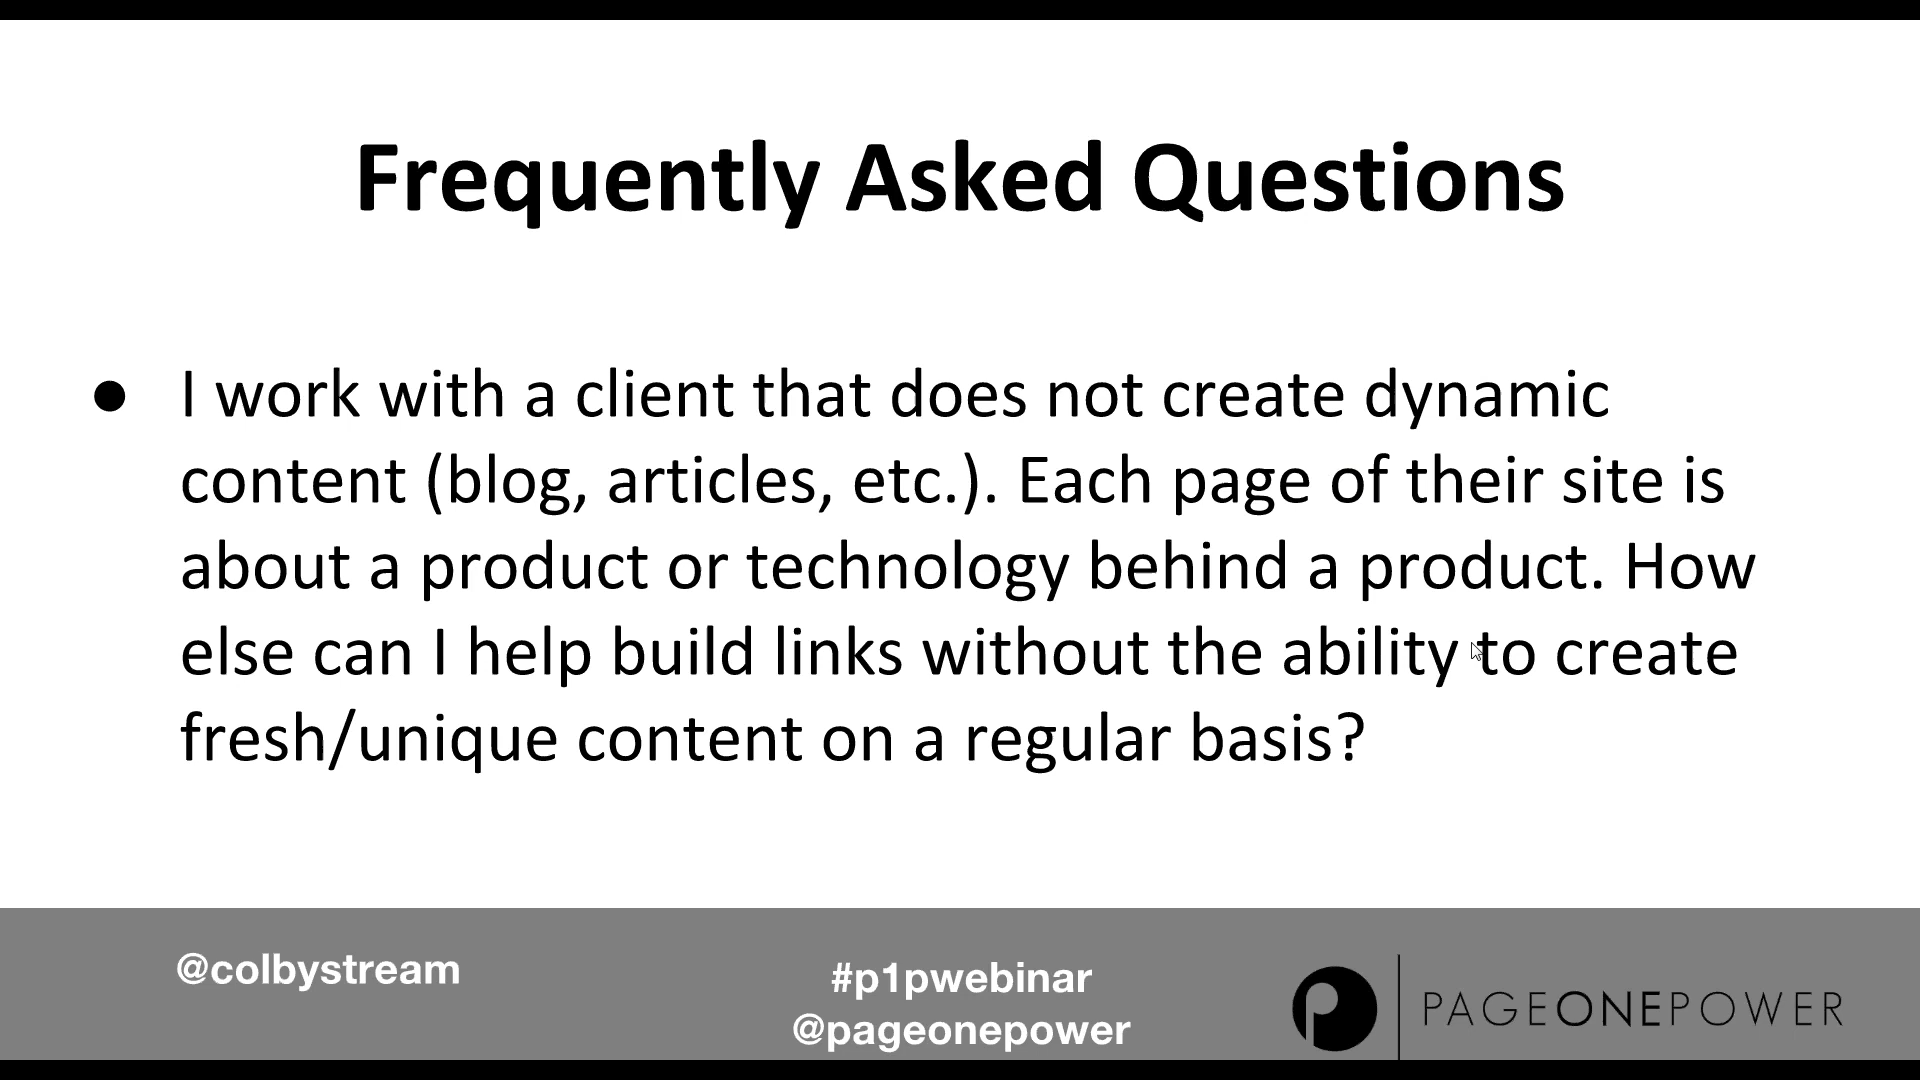 Frequently Asked Questions
● I work with a client that does not create dynamic
content (blog, articles, etc.). Each page of their site is
about a product or technology behind a product. How
else can I help build links without the ability to create
fresh/unique content on a regular basis?
@colbystream
#p1pwebinar
@pageonepower
PAGEONEPOWER